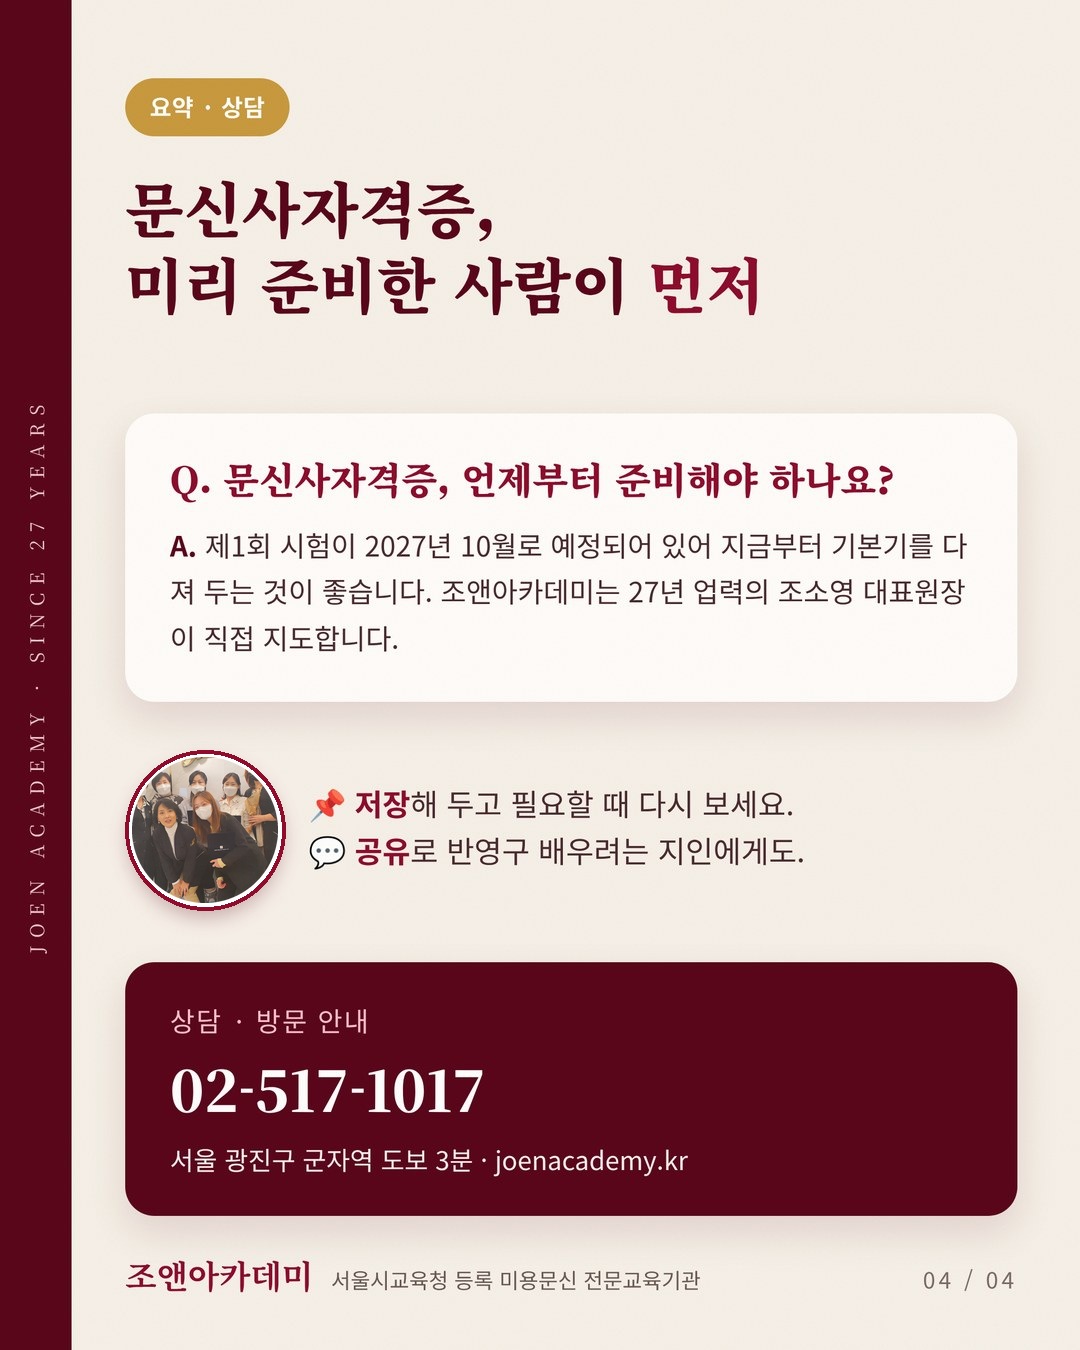 요약 · 상담
문신사자격증,
미리 준비한 사람이 먼저
Q. 문신사자격증, 언제부터 준비해야 하나요?
A. 제1회 시험이 2027년 10월로 예정되어 있어 지금부터 기본기를 다
져 두는 것이 좋습니다. 조앤아카데미는 27년 업력의 조소영 대표원장
이 직접 지도합니다.
📌 저장해 두고 필요할 때 다시 보세요.
💬 공유로 반영구 배우려는 지인에게도.
상담 · 방문 안내
02-517-1017
서울 광진구 군자역 도보 3분 · joenacademy.kr
조앤아카데미 서울시교육청 등록 미용문신 전문교육기관 04 / 04
JOEN ACADEMY · SINCE 27 YEARS